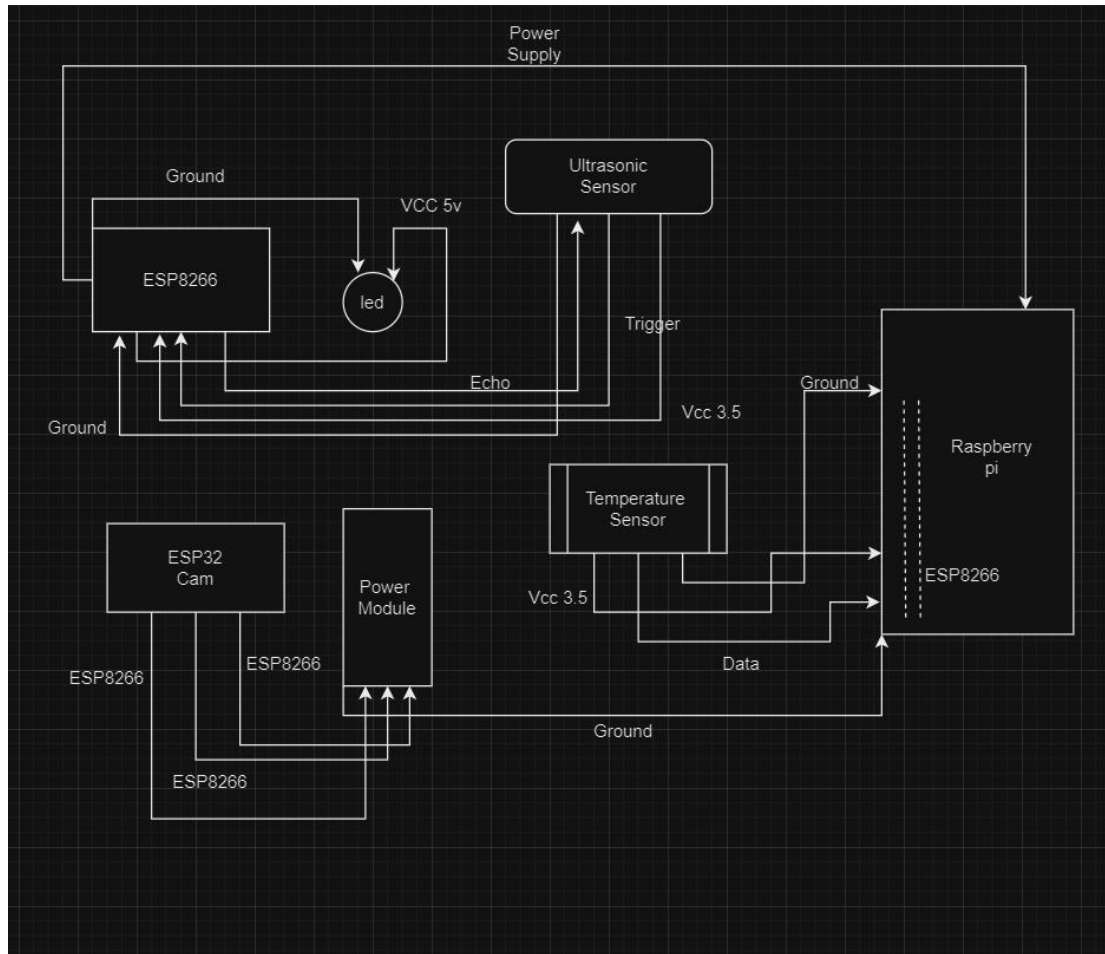 Power
Supply
Ultrasonic
Sensor
Ground
VCC 5v
ESP8266
led
Trigger
Echo
Ground
Vcc 3.5
Ground
Raspberry
pi
Temperature
Sensor
ESP32
Cam
Power
Module
ESP8266
Vcc 3.5
Data
ESP8266
ESP8266
Ground
ESP8266